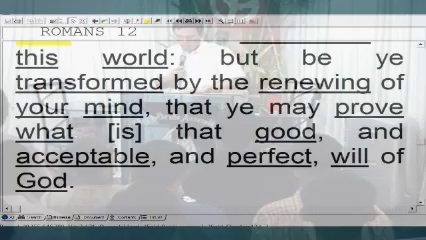 ROMANS 12
this world: but be ye
transformed by the renewing of
your mind, that ye may prove
what [is] that good, and
acceptable, and perfect, will of
God.